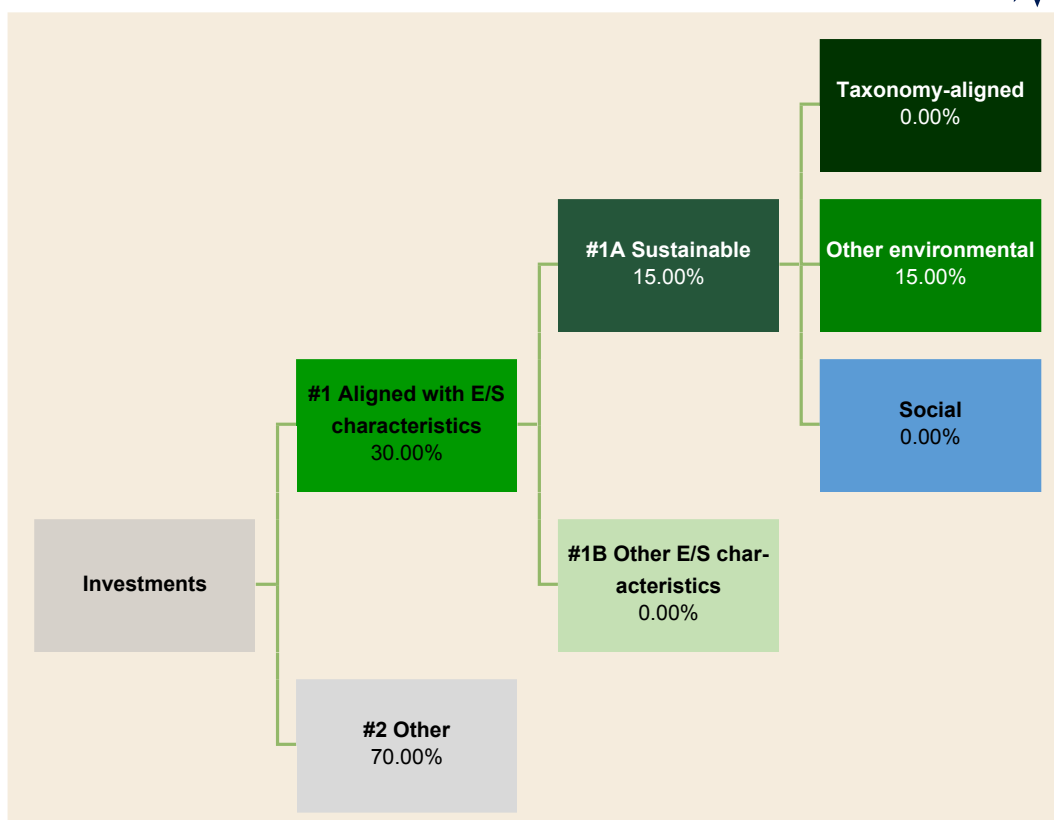 Taxonomy-aligned
0.00%
#1A Sustainable
15.00%
Other environmental
15.00%
#1 Aligned with E/S
characteristics
30.00%
Social
0.00%
Investments
#1B Other E/S char-
acteristics
0.00%
#2 Other
70.00%